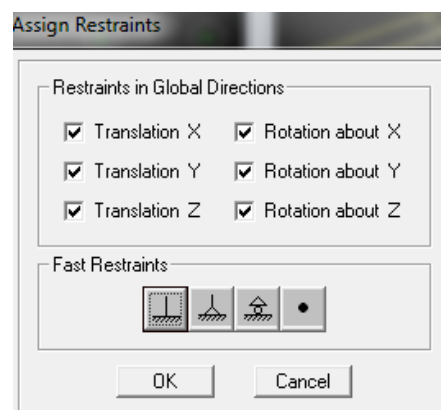 Assign Restraints
Restraints in Global Directions
Translation X Rotation about X
Translation Y Rotation about Y
Translation Z Rotation about Z
Fast Restraints
OK Cancel